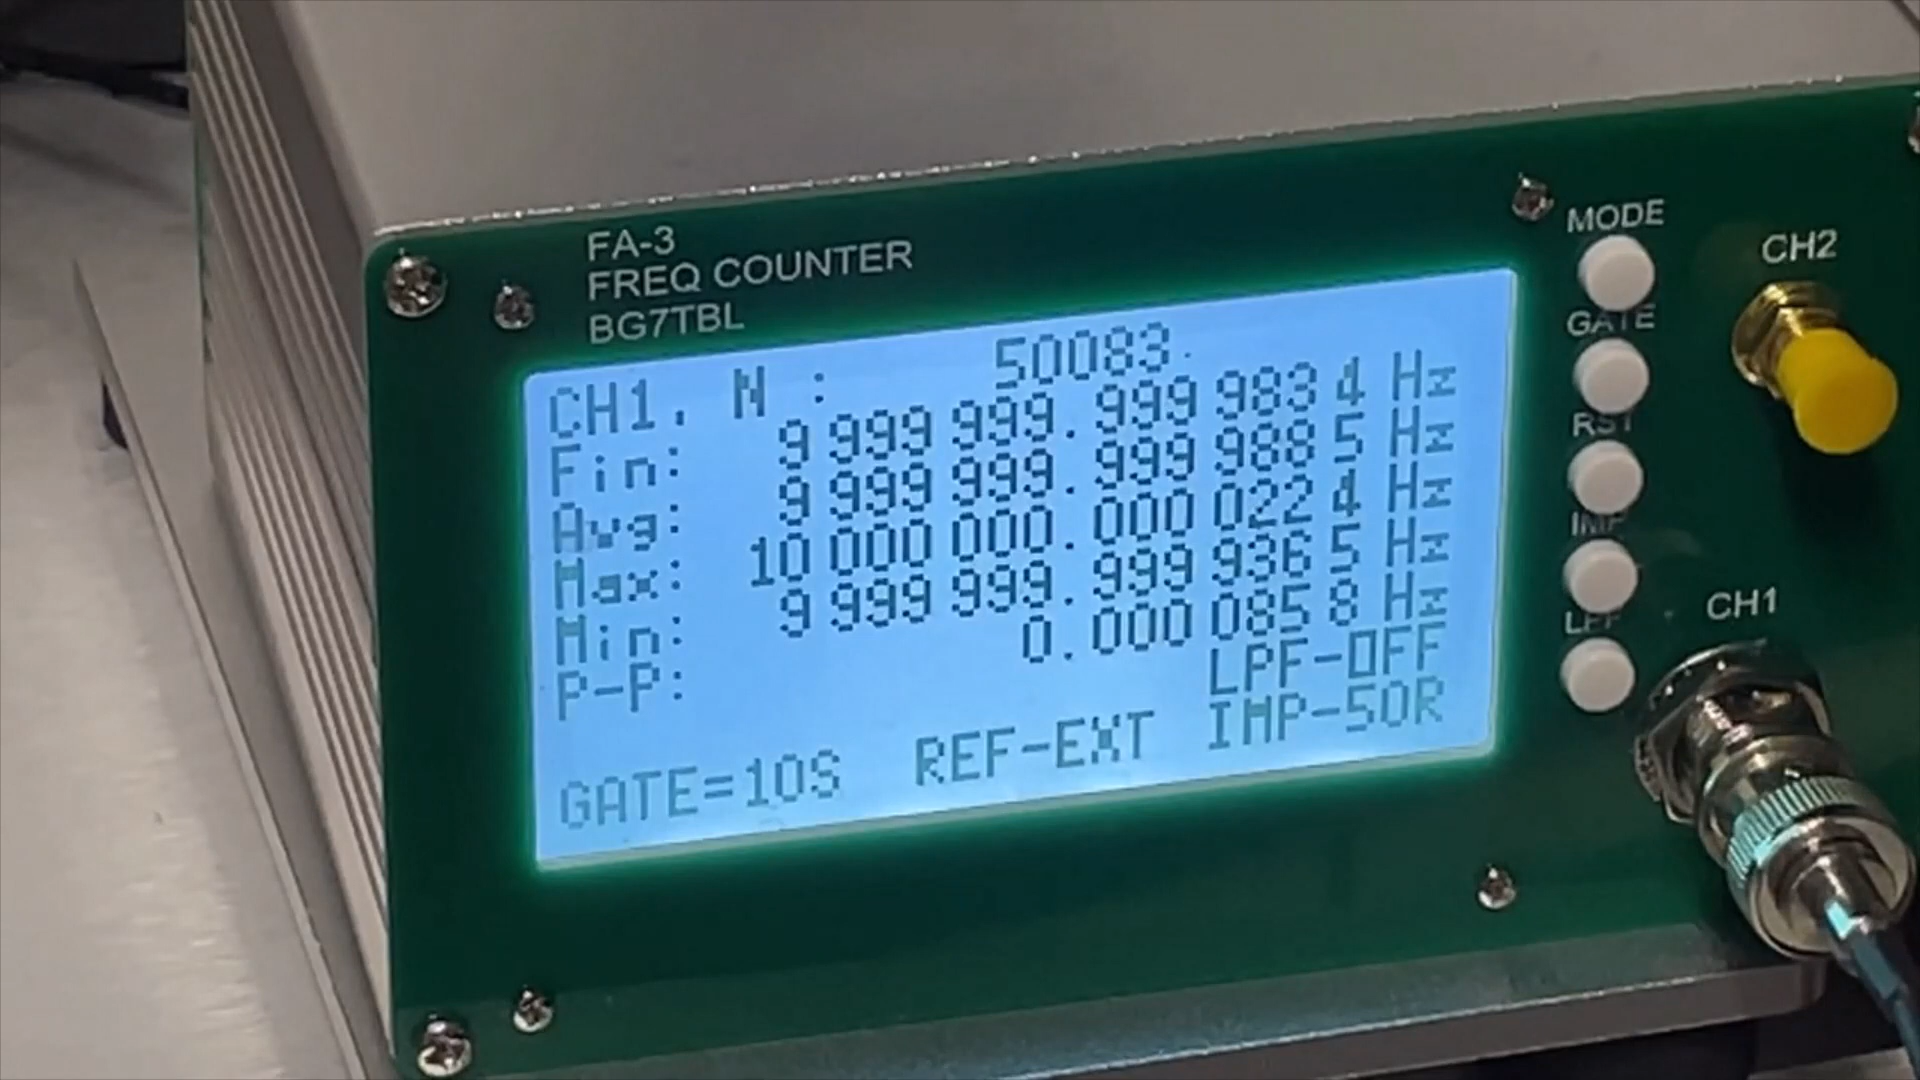 FA-3
FREQ COUNTER
BG7TBL
CH1. N : 50083
Fin: 9 999 999.999 983 4 Hz
Avg: 9 999 999.999 988 5 Hz
Max: 10 000 000.000 022 4 Hz
Min: 9 999 999.999 936 5 Hz
P-P: 0.000 085 8 Hz
LPF-OFF
GATE=10S REF-EXT IMP-50R
MODE
GATE
RST
IMP
LPF
CH2
CH1